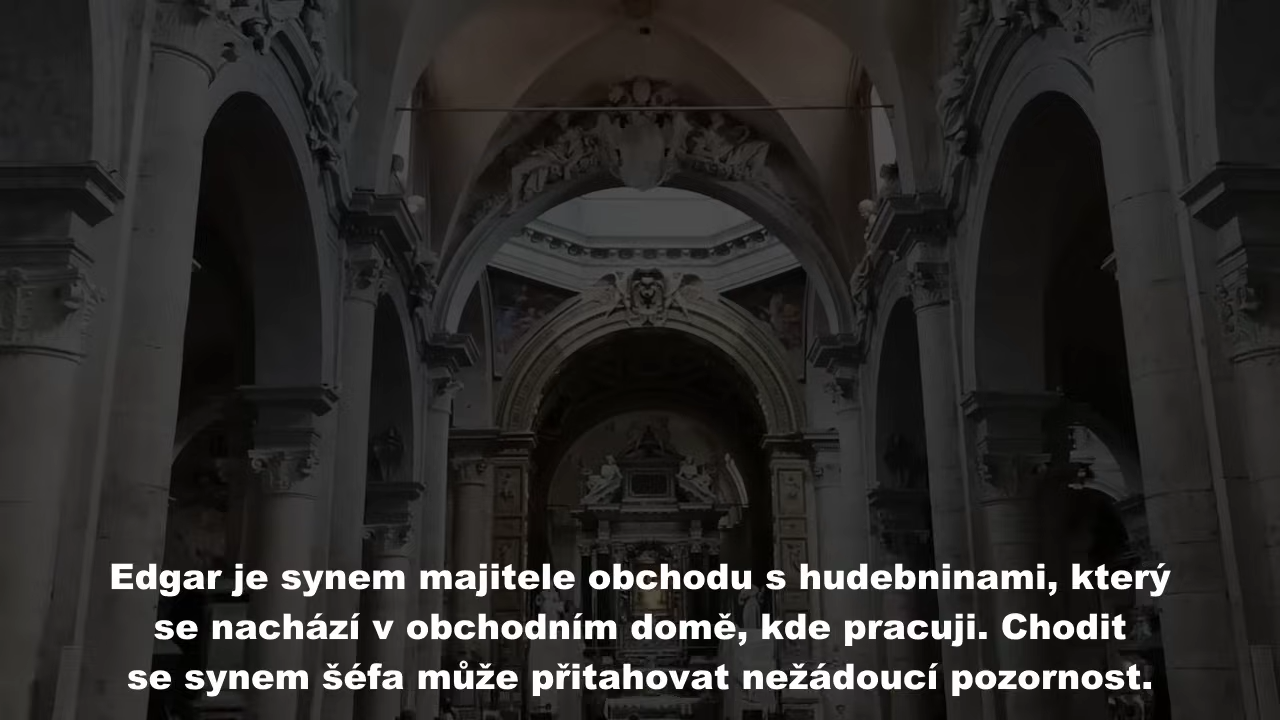 Edgar je synem majitele obchodu s hudebninami, který
se nachází v obchodním domě, kde pracuji. Chodit
se synem šéfa může přitahovat nežádoucí pozornost.